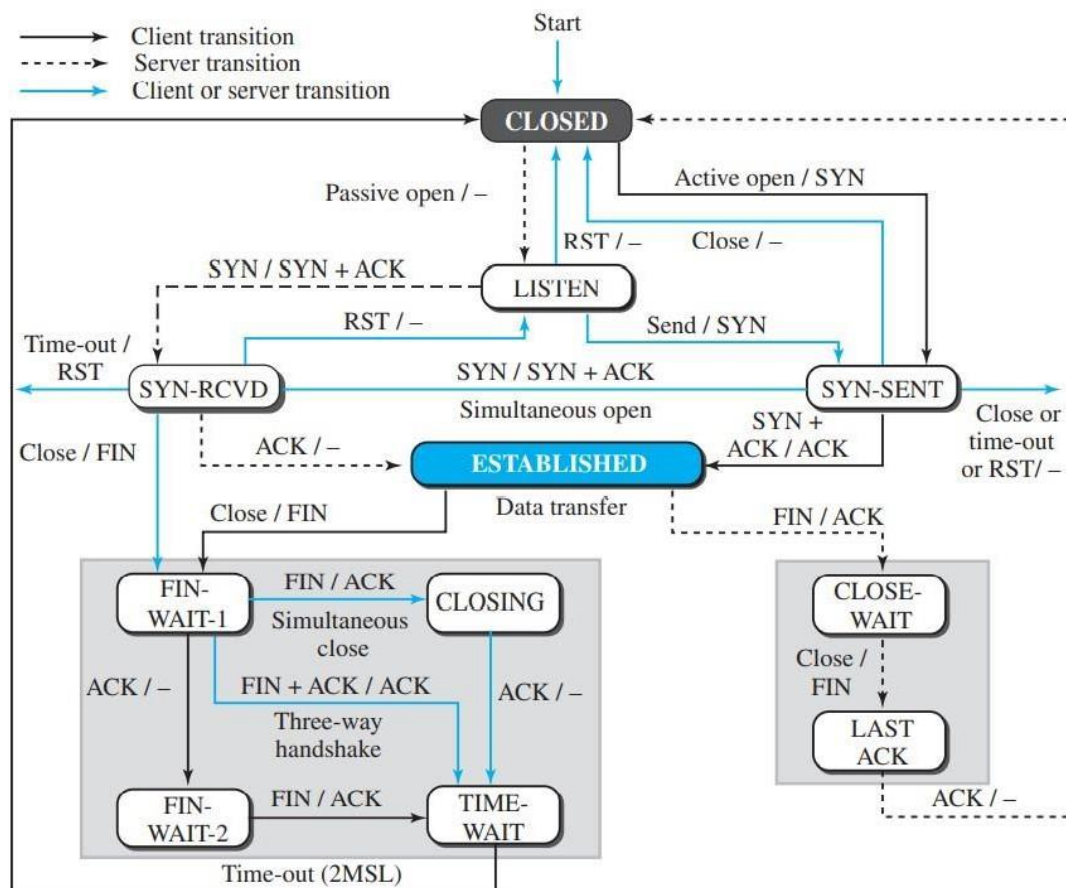 Start
Client transition
Server transition
Client or server transition
CLOSED
Passive open / –
Active open / SYN
RST / –
Close / –
SYN / SYN + ACK
LISTEN
RST / –
Send / SYN
Time-out /
RST
SYN-RCVD
SYN / SYN + ACK
Simultaneous open
SYN-SENT
Close or
time-out
or RST/ –
Close / FIN
ACK / –
SYN +
ACK / ACK
ESTABLISHED
Data transfer
Close / FIN
FIN / ACK
FIN-
WAIT-1
FIN / ACK
Simultaneous
close
CLOSING
CLOSE-
WAIT
ACK / –
FIN + ACK / ACK
Three-way
handshake
ACK / –
Close /
FIN
LAST
ACK
FIN-
WAIT-2
FIN / ACK
TIME-
WAIT
ACK / –
Time-out (2MSL)